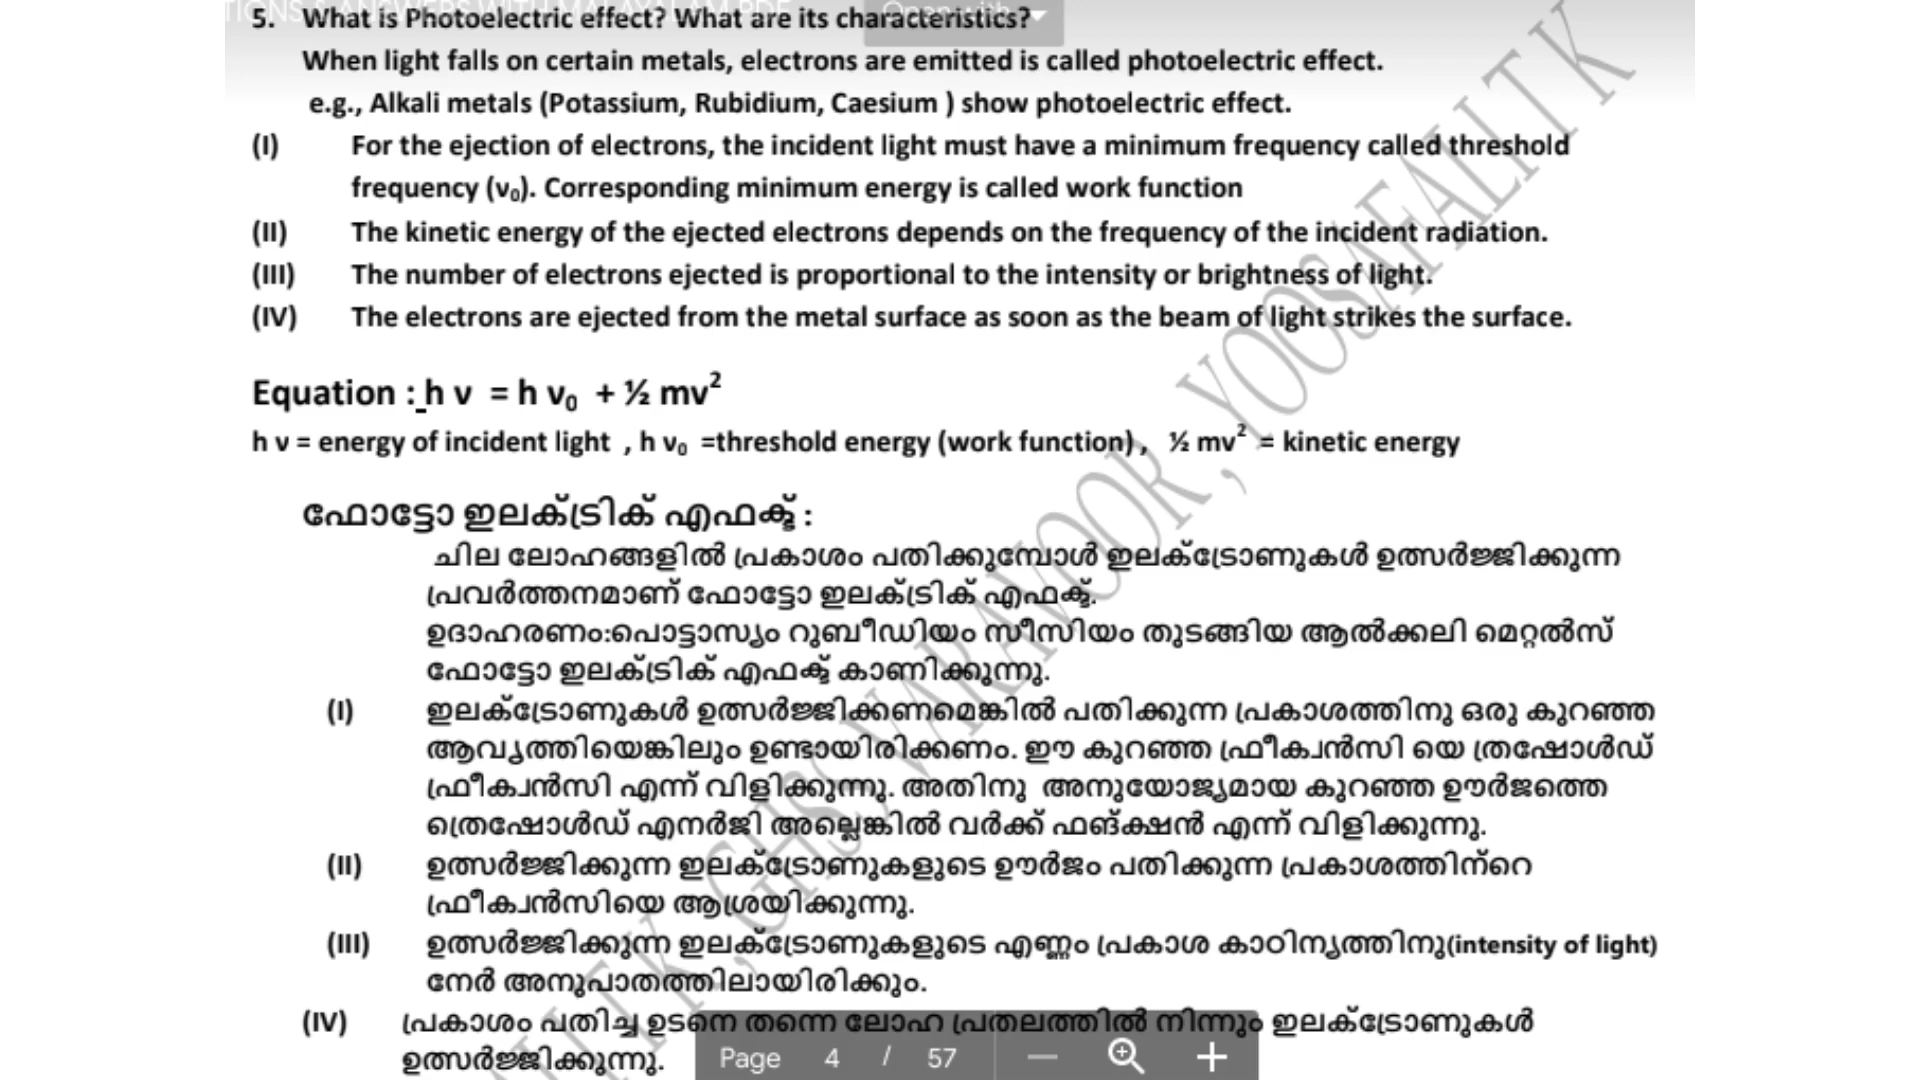 5. What is Photoelectric effect? What are its characteristics?
When light falls on certain metals, electrons are emitted is called photoelectric effect.
e.g., Alkali metals (Potassium, Rubidium, Caesium ) show photoelectric effect.
(I) For the ejection of electrons, the incident light must have a minimum frequency called threshold
frequency (ν₀). Corresponding minimum energy is called work function
(II) The kinetic energy of the ejected electrons depends on the frequency of the incident radiation.
(III) The number of electrons ejected is proportional to the intensity or brightness of light.
(IV) The electrons are ejected from the metal surface as soon as the beam of light strikes the surface.
Equation : h ν = h ν₀ + ½ mv²
h ν = energy of incident light , h ν₀ =threshold energy (work function) , ½ mv² = kinetic energy
ഫോട്ടോ ഇലക്ട്രിക് എഫക്ട് :
ചില ലോഹങ്ങളിൽ പ്രകാശം പതിക്കുമ്പോൾ ഇലക്ട്രോണുകൾ ഉത്സർജ്ജിക്കുന്ന
പ്രവർത്തനമാണ് ഫോട്ടോ ഇലക്ട്രിക് എഫക്ട്.
ഉദാഹരണം:പൊട്ടാസ്യം റുബീഡിയം സീസിയം തുടങ്ങിയ ആൽക്കലി മെറ്റൽസ്
ഫോട്ടോ ഇലക്ട്രിക് എഫക്ട് കാണിക്കുന്നു.
(I) ഇലക്ട്രോണുകൾ ഉത്സർജ്ജിക്കണമെങ്കിൽ പതിക്കുന്ന പ്രകാശത്തിനു ഒരു കുറഞ്ഞ
ആവൃത്തിയെങ്കിലും ഉണ്ടായിരിക്കണം. ഈ കുറഞ്ഞ ഫ്രീക്വൻസി യെ ത്രഷോൾഡ്
ഫ്രീക്വൻസി എന്ന് വിളിക്കുന്നു. അതിനു അനുയോജ്യമായ കുറഞ്ഞ ഊർജത്തെ
ത്രെഷോൾഡ് എനർജി അല്ലെങ്കിൽ വർക്ക് ഫങ്ക്ഷൻ എന്ന് വിളിക്കുന്നു.
(II) ഉത്സർജ്ജിക്കുന്ന ഇലക്ട്രോണുകളുടെ ഊർജം പതിക്കുന്ന പ്രകാശത്തിന്റെ
ഫ്രീക്വൻസിയെ ആശ്രയിക്കുന്നു.
(III) ഉത്സർജ്ജിക്കുന്ന ഇലക്ട്രോണുകളുടെ എണ്ണം പ്രകാശ കാഠിന്യത്തിനു(intensity of light)
നേർ അനുപാതത്തിലായിരിക്കും.
(IV) പ്രകാശം പതിച്ച ഉടനെ തന്നെ ലോഹ പ്രതലത്തിൽ നിന്നും ഇലക്ട്രോണുകൾ
ഉത്സർജ്ജിക്കുന്നു.
Page 4 / 57